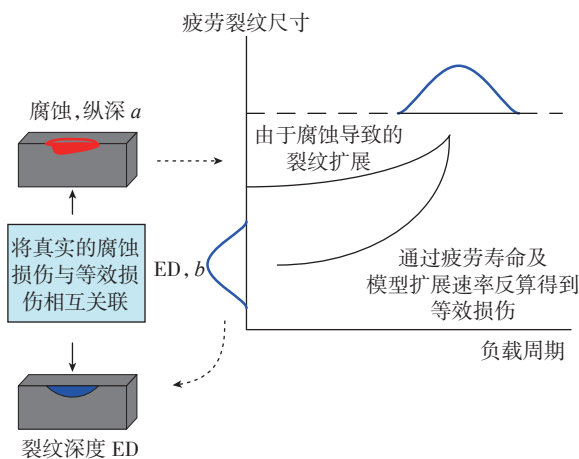 疲劳裂纹尺寸
腐蚀,纵深 a
由于腐蚀导致的
裂纹扩展
将真实的腐蚀
损伤与等效损
伤相互关联
ED, b
通过疲劳寿命及
模型扩展速率反算得到
等效损伤
负载周期
裂纹深度 ED